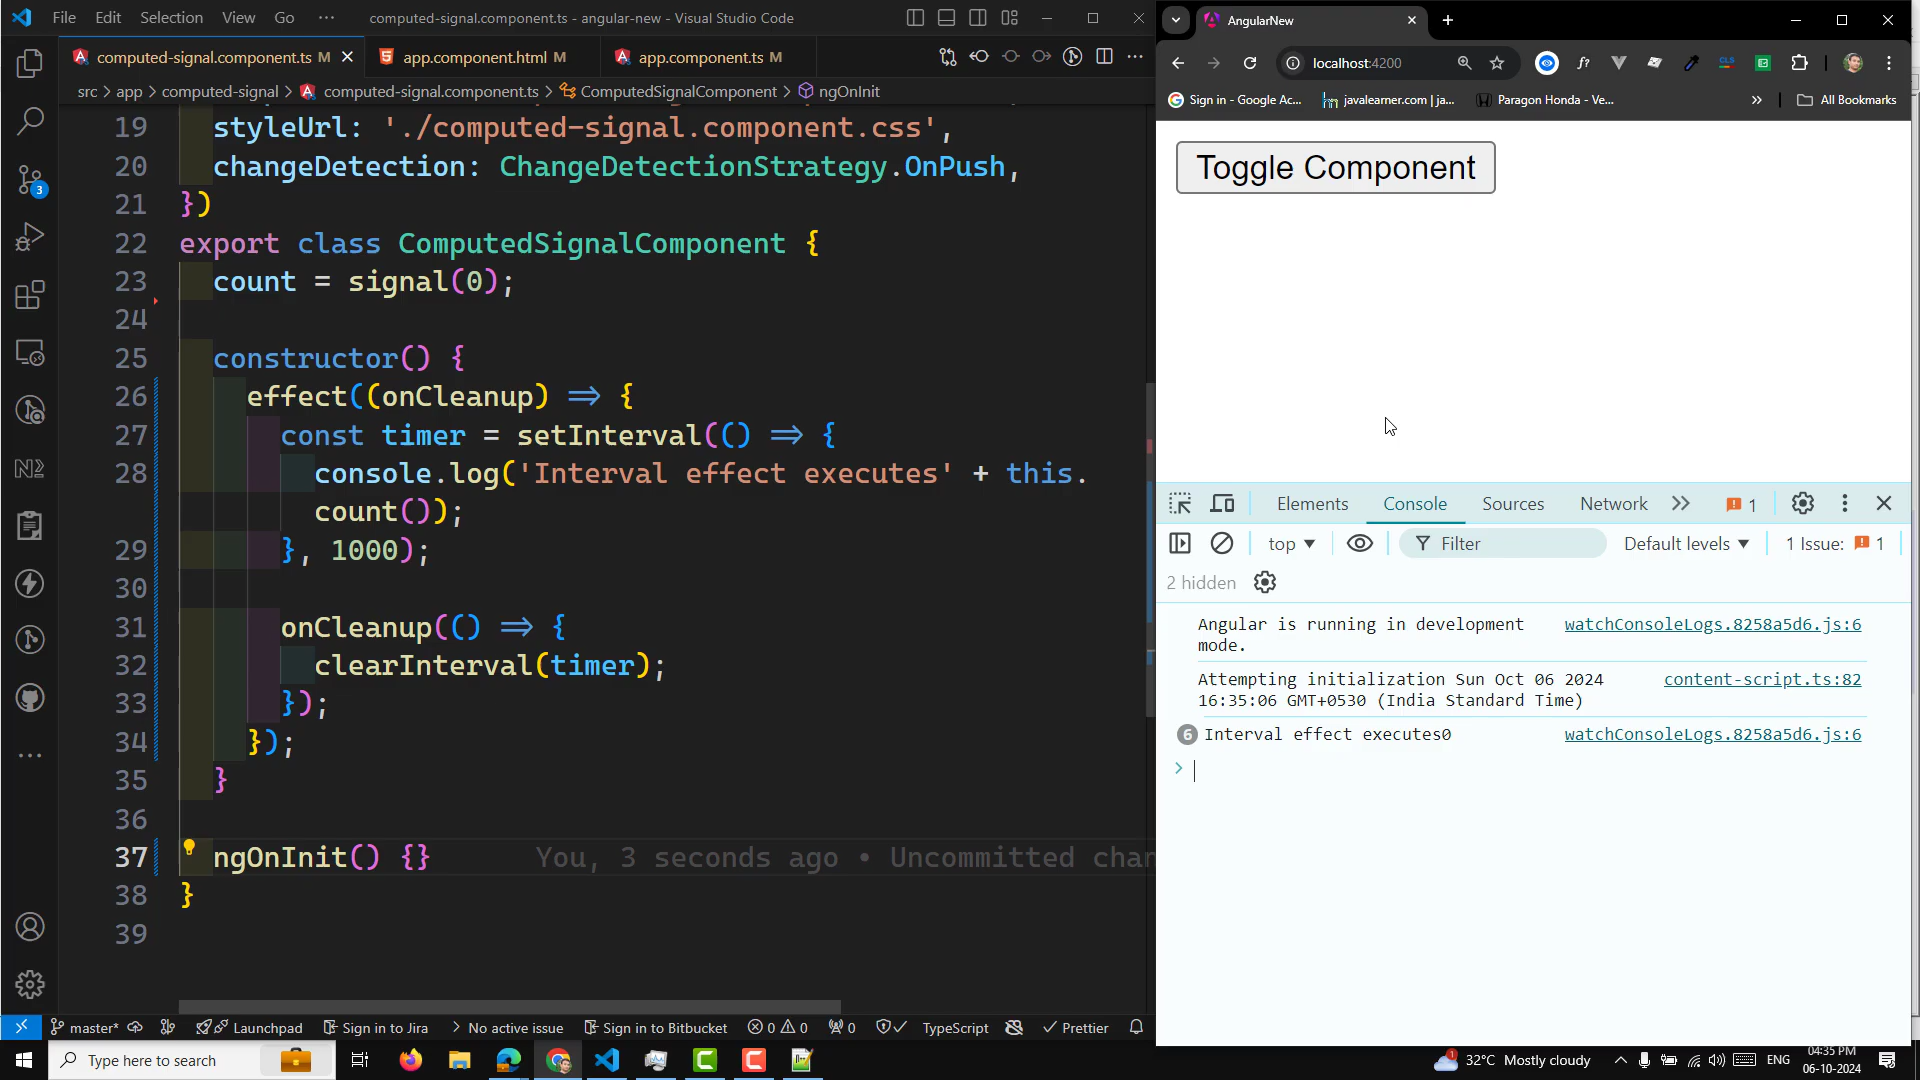 File Edit Selection View Go ··· computed-signal.component.ts - angular-new - Visual Studio Code
computed-signal.component.ts M app.component.html M app.component.ts M
src > app > computed-signal > computed-signal.component.ts > ComputedSignalComponent > ngOnInit
19 styleUrl: './computed-signal.component.css',
20 changeDetection: ChangeDetectionStrategy.OnPush,
21 })
22 export class ComputedSignalComponent {
23 count = signal(0);
24
25 constructor() {
26 effect((onCleanup) => {
27 const timer = setInterval(() => {
28 console.log('Interval effect executes' + this.
count());
29 }, 1000);
30
31 onCleanup(() => {
32 clearInterval(timer);
33 });
34 });
35 }
36
37 ngOnInit() {} You, 3 seconds ago • Uncommitted chan
38 }
39
3
master* Launchpad Sign in to Jira > No active issue Sign in to Bitbucket 0 0 0 TypeScript Prettier
AngularNew
localhost:4200
Sign in - Google Ac... javalearner.com | ja... Paragon Honda - Ve... » All Bookmarks
Toggle Component
Elements Console Sources Network 1
top Filter Default levels 1 Issue: 1
2 hidden
Angular is running in development watchConsoleLogs.8258a5d6.js:6
mode.
Attempting initialization Sun Oct 06 2024 content-script.ts:82
16:35:06 GMT+0530 (India Standard Time)
6 Interval effect executes0 watchConsoleLogs.8258a5d6.js:6
>
Type here to search 1 32°C Mostly cloudy ENG 04:35 PM
06-10-2024